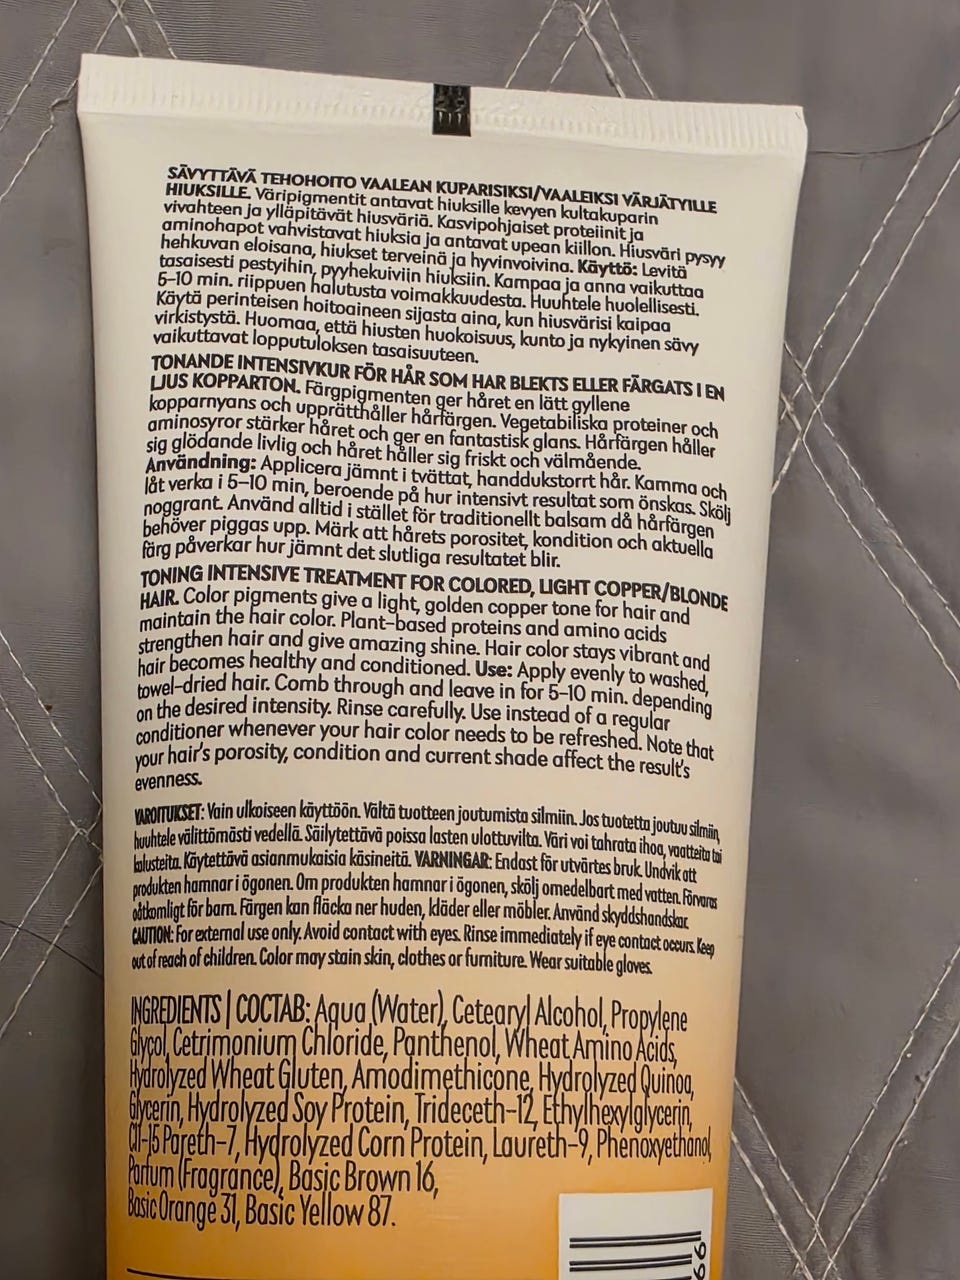 SÄVYTTÄVÄ TEHOHOITO VAALEAN KUPARISIKSI/VAALEIKSI VÄRJÄTYILLE
HIUKSILLE. Väripigmentit antavat hiuksille kevyen kultakuparin
vivahteen ja ylläpitävät hiusväriä. Kasvipohjaiset proteiinit ja
aminohapot vahvistavat hiuksia ja antavat upean kiillon. Hiusväri pysyy
hehkuvan eloisana, hiukset terveinä ja hyvinvoivina. Käyttö: Levitä
tasaisesti pestyihin, pyyhekuiviin hiuksiin. Kampaa ja anna vaikuttaa
5–10 min. riippuen halutusta voimakkuudesta. Huuhtele huolellisesti.
Käytä perinteisen hoitoaineen sijasta aina, kun hiusvärisi kaipaa
virkistystä. Huomaa, että hiusten huokoisuus, kunto ja nykyinen sävy
vaikuttavat lopputuloksen tasaisuuteen.
TONANDE INTENSIVKUR FÖR HÅR SOM HAR BLEKTS ELLER FÄRGATS I EN
LJUS KOPPARTON. Färgpigmenten ger håret en lätt gyllene
kopparnyans och upprätthåller hårfärgen. Vegetabiliska proteiner och
aminosyror stärker håret och ger en fantastisk glans. Hårfärgen håller
sig glödande livlig och håret håller sig friskt och välmående.
Användning: Applicera jämnt i tvättat, handdukstorrt hår. Kamma och
låt verka i 5–10 min, beroende på hur intensivt resultat som önskas. Skölj
noggrant. Använd alltid i stället för traditionellt balsam då hårfärgen
behöver piggas upp. Märk att hårets porositet, kondition och aktuella
färg påverkar hur jämnt det slutliga resultatet blir.
TONING INTENSIVE TREATMENT FOR COLORED, LIGHT COPPER/BLONDE
HAIR. Color pigments give a light, golden copper tone for hair and
maintain the hair color. Plant-based proteins and amino acids
strengthen hair and give amazing shine. Hair color stays vibrant and
hair becomes healthy and conditioned. Use: Apply evenly to washed,
towel-dried hair. Comb through and leave in for 5–10 min. depending
on the desired intensity. Rinse carefully. Use instead of a regular
conditioner whenever your hair color needs to be refreshed. Note that
your hair's porosity, condition and current shade affect the result's
evenness.
VAROITUKSET: Vain ulkoiseen käyttöön. Vältä tuotteen joutumista silmiin. Jos tuotetta joutuu silmiin,
huuhtele välittömästi vedellä. Säilytettävä poissa lasten ulottuvilta. Väri voi tahrata ihoa, vaatteita tai
kalusteita. Käytettävä asianmukaisia käsineitä. VARNINGAR: Endast för utvärtes bruk. Undvik att
produkten hamnar i ögonen. Om produkten hamnar i ögonen, skölj omedelbart med vatten. Förvaras
oåtkomligt för barn. Färgen kan fläcka ner huden, kläder eller möbler. Använd skyddshandskar.
CAUTION: For external use only. Avoid contact with eyes. Rinse immediately if eye contact occurs. Keep
out of reach of children. Color may stain skin, clothes or furniture. Wear suitable gloves.
INGREDIENTS | СОСТАВ: Aqua (Water), Cetearyl Alcohol, Propylene
Glycol, Cetrimonium Chloride, Panthenol, Wheat Amino Acids,
Hydrolyzed Wheat Gluten, Amodimethicone, Hydrolyzed Quinoa,
Glycerin, Hydrolyzed Soy Protein, Trideceth-12, Ethylhexylglycerin,
C11-15 Pareth-7, Hydrolyzed Corn Protein, Laureth-9, Phenoxyethanol,
Parfum (Fragrance), Basic Brown 16,
Basic Orange 31, Basic Yellow 87.
66